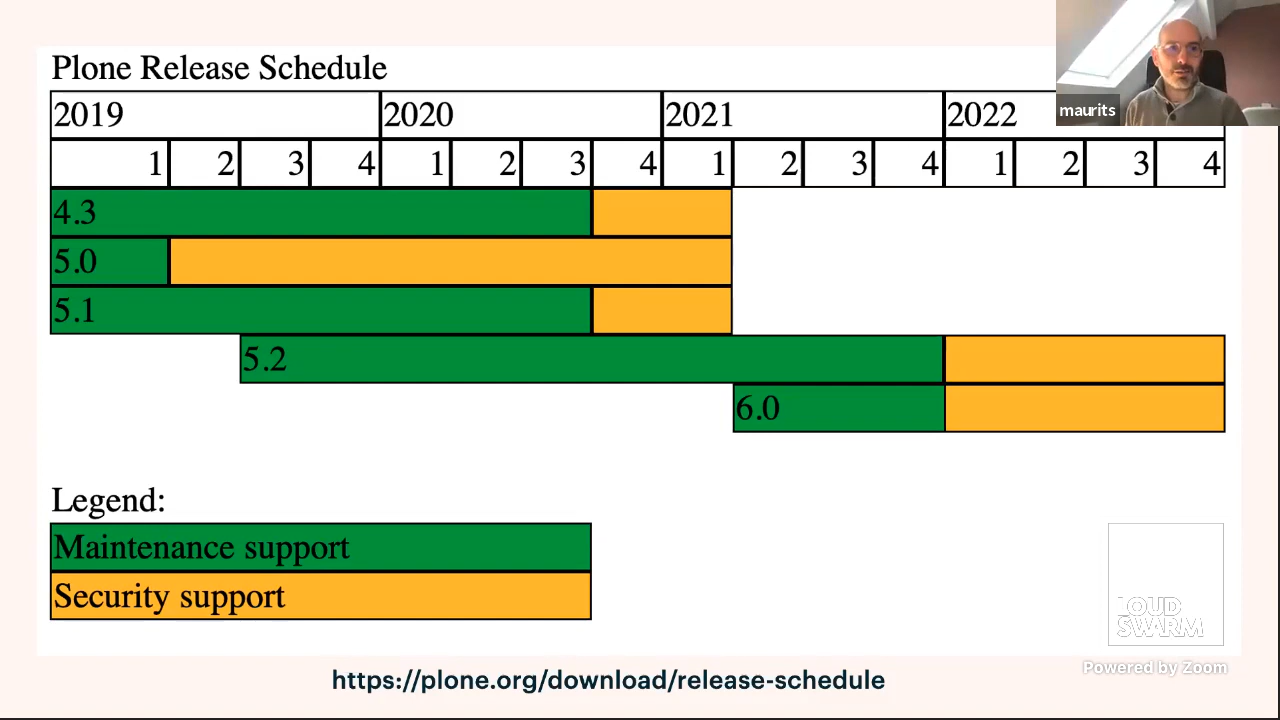 Plone Release Schedule
maurits
2019 2020 2021 2022
1 2 3 4 1 2 3 4 1 2 3 4 1 2 3 4
4.3
5.0
5.1
5.2
6.0
Legend:
Maintenance support
Security support
LOUD
SWARM
Powered by Zoom
https://plone.org/download/release-schedule